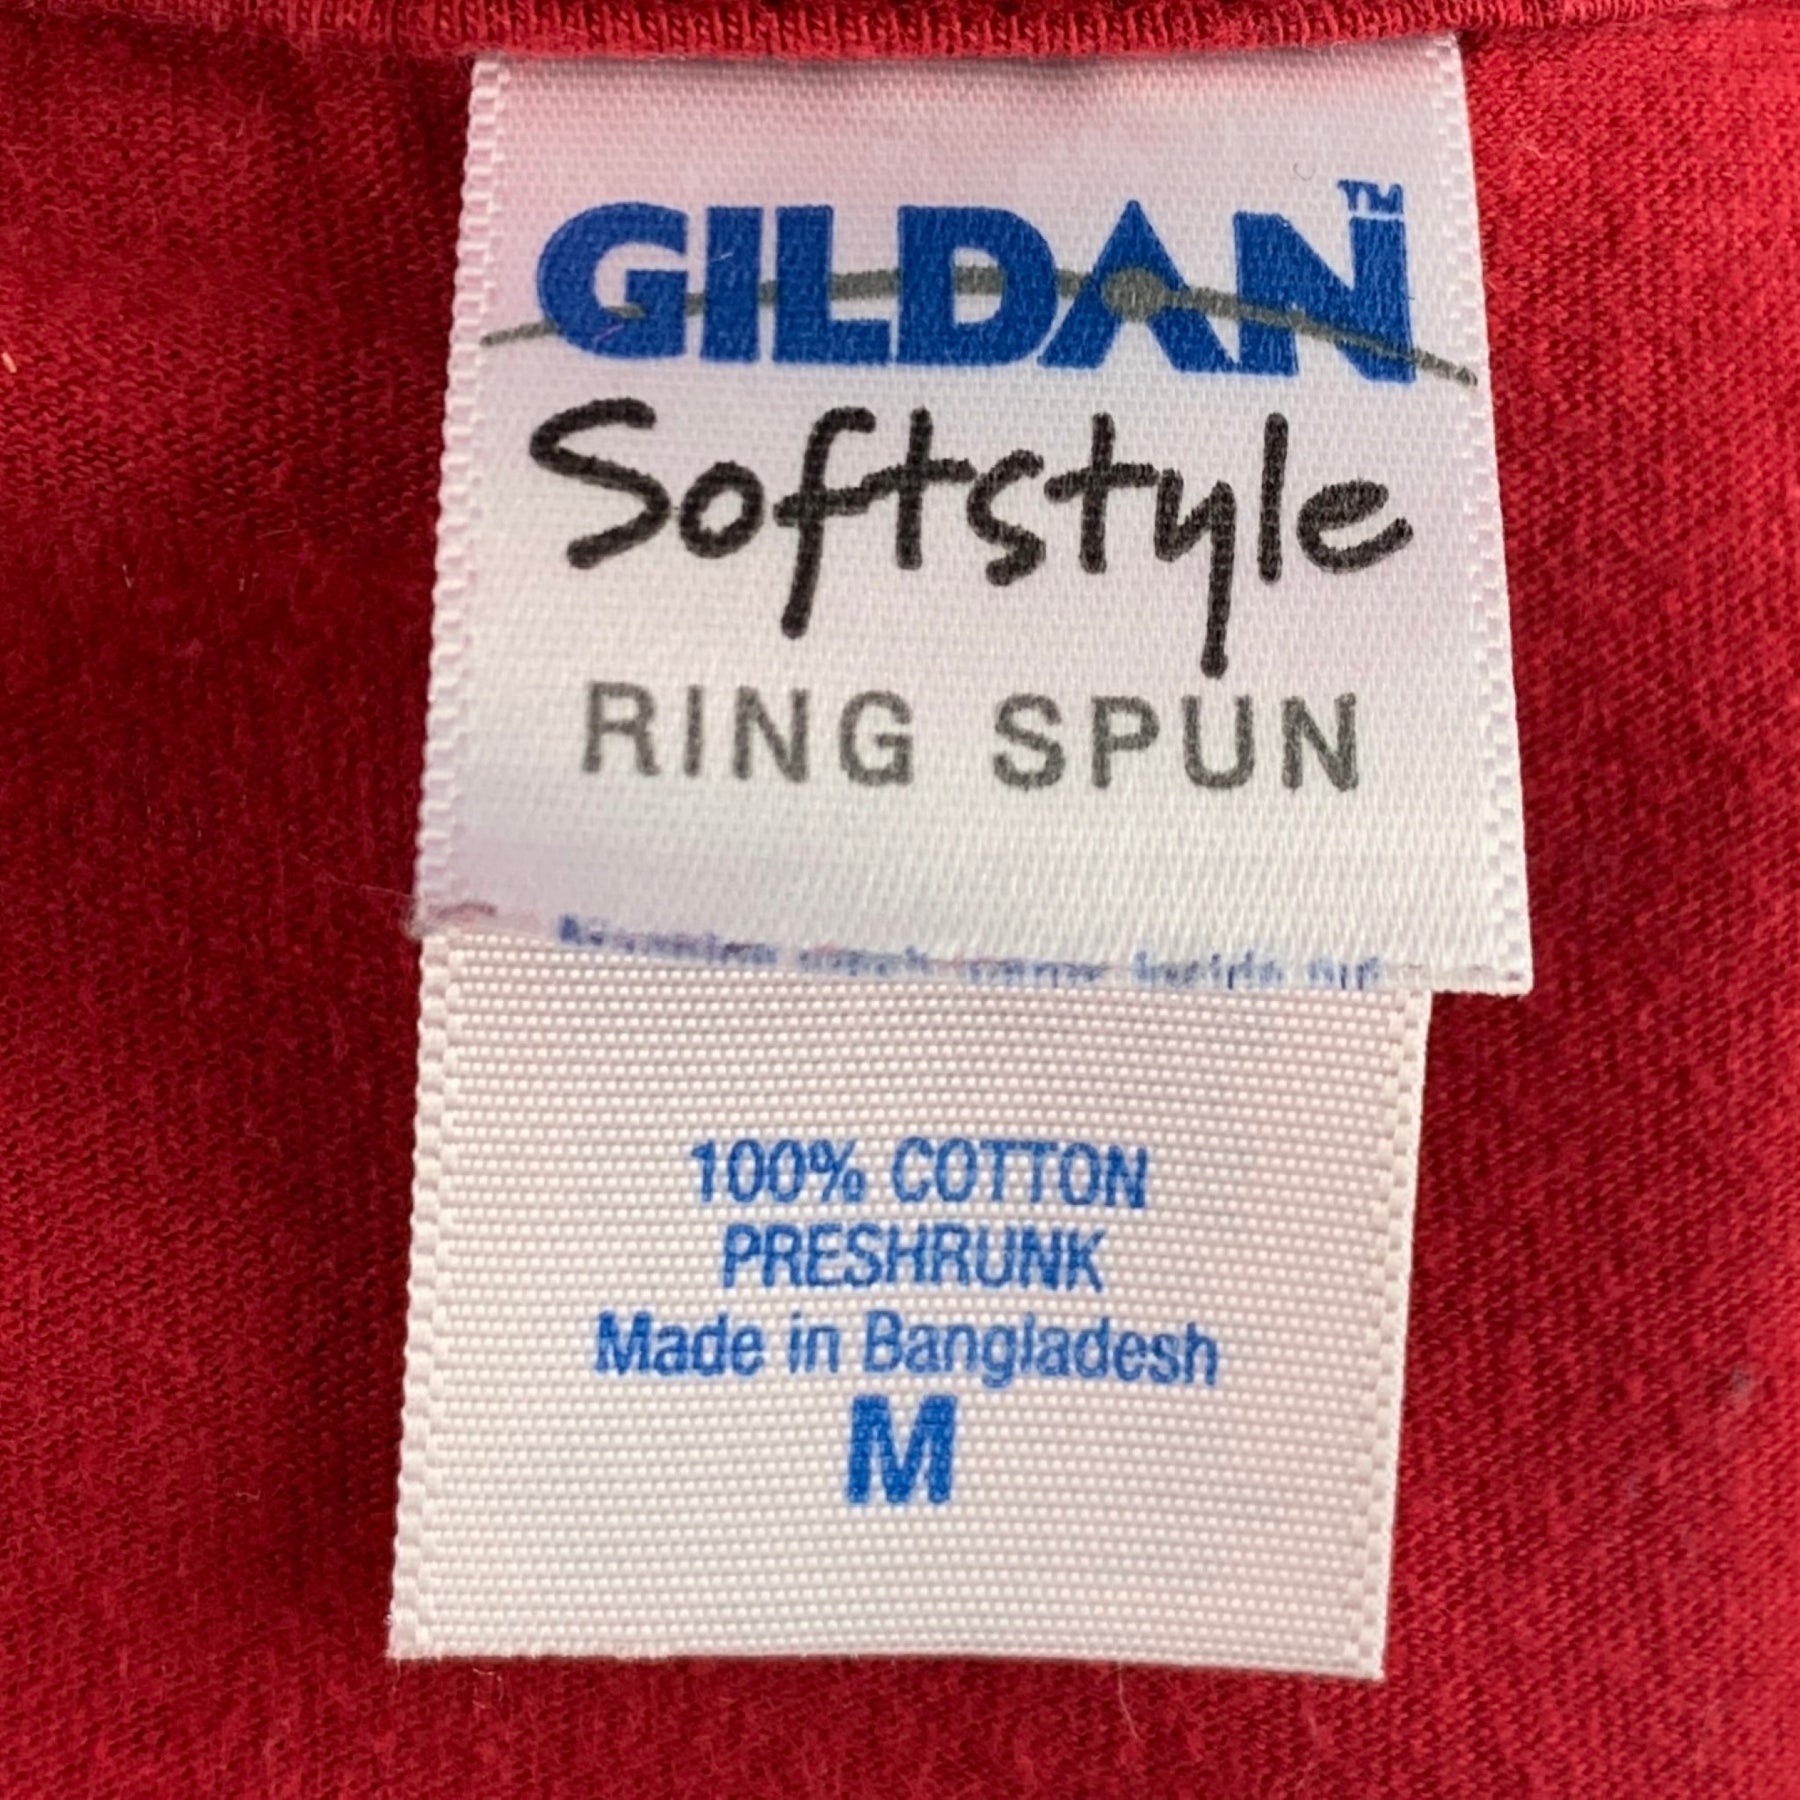 GILDAN™
Softstyle
RING SPUN
100% COTTON
PRESHRUNK
Made in Bangladesh
M